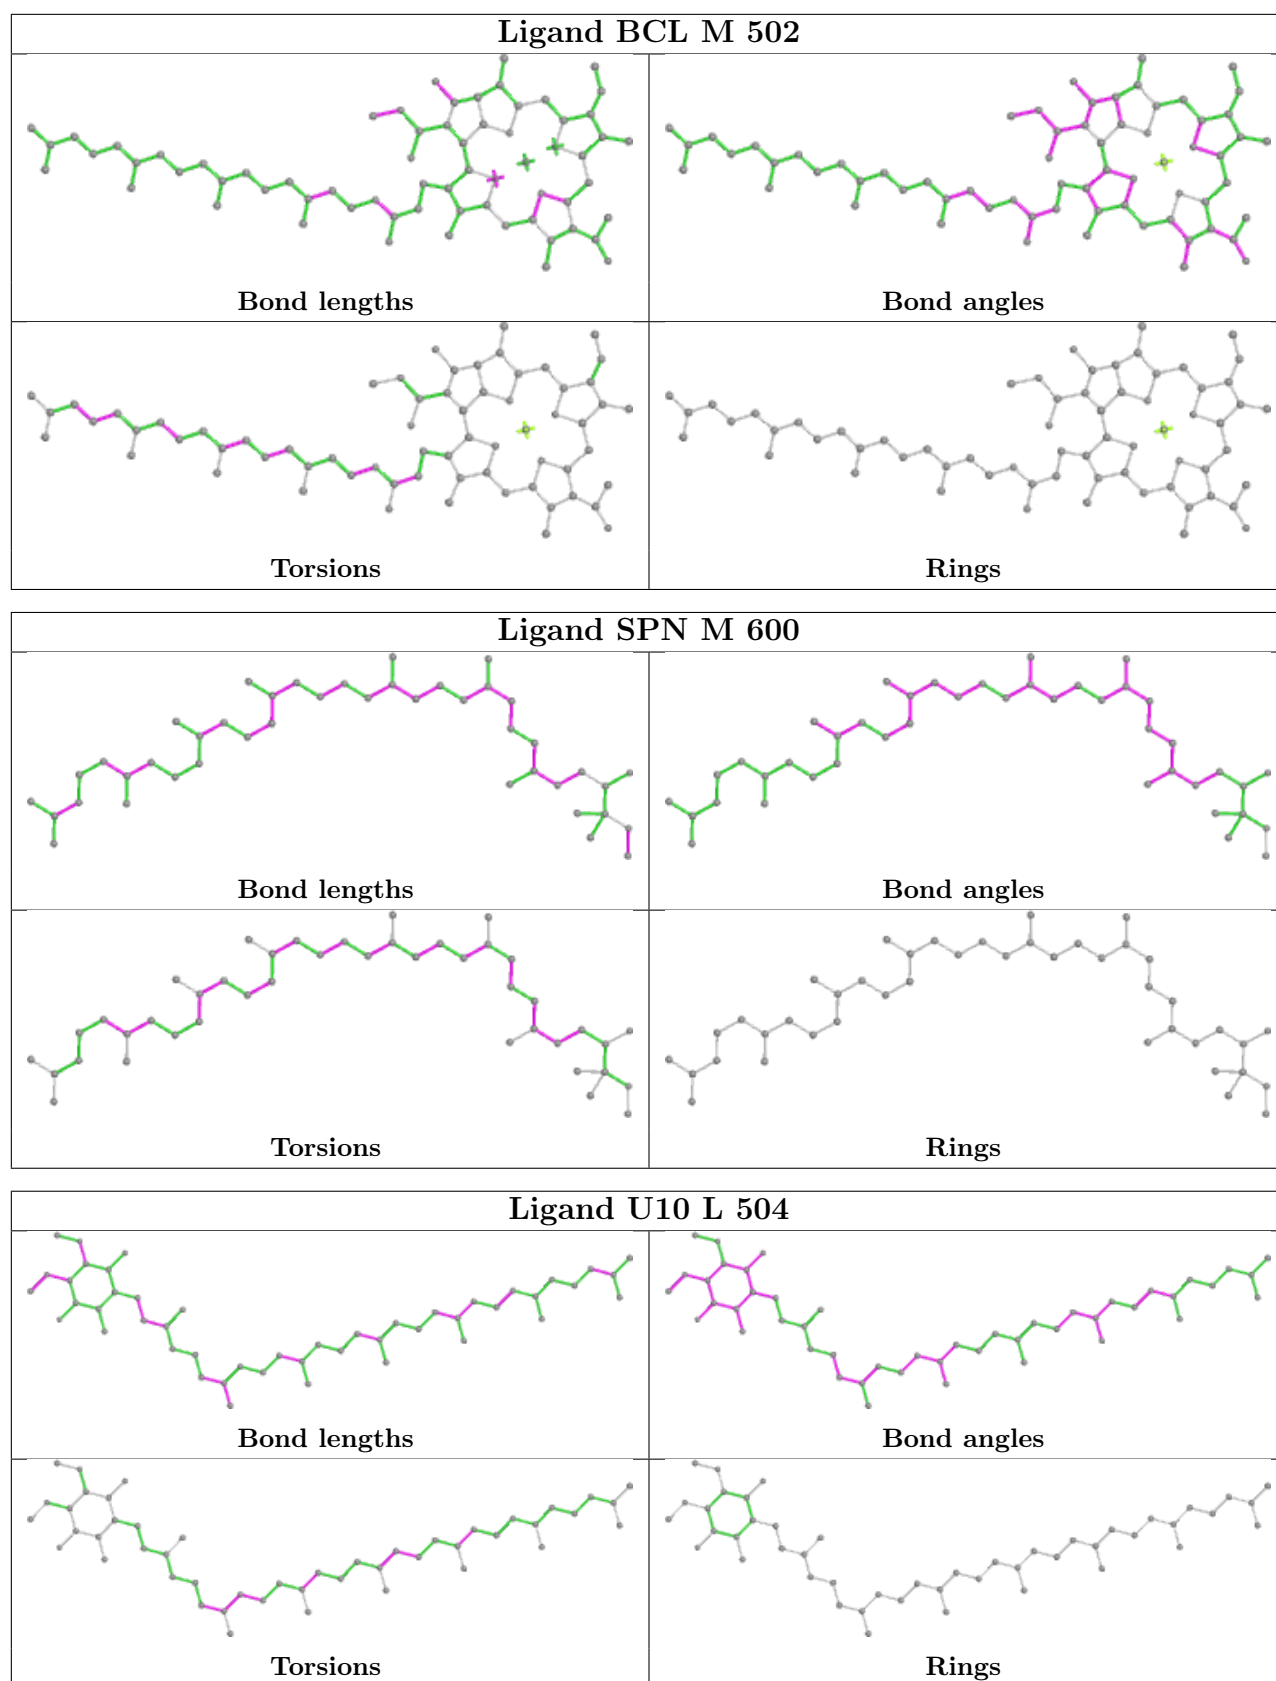 Ligand BCL M 502
Bond lengths
Bond angles
Torsions
Rings
Ligand SPN M 600
Bond lengths
Bond angles
Torsions
Rings
Ligand U10 L 504
Bond lengths
Bond angles
Torsions
Rings